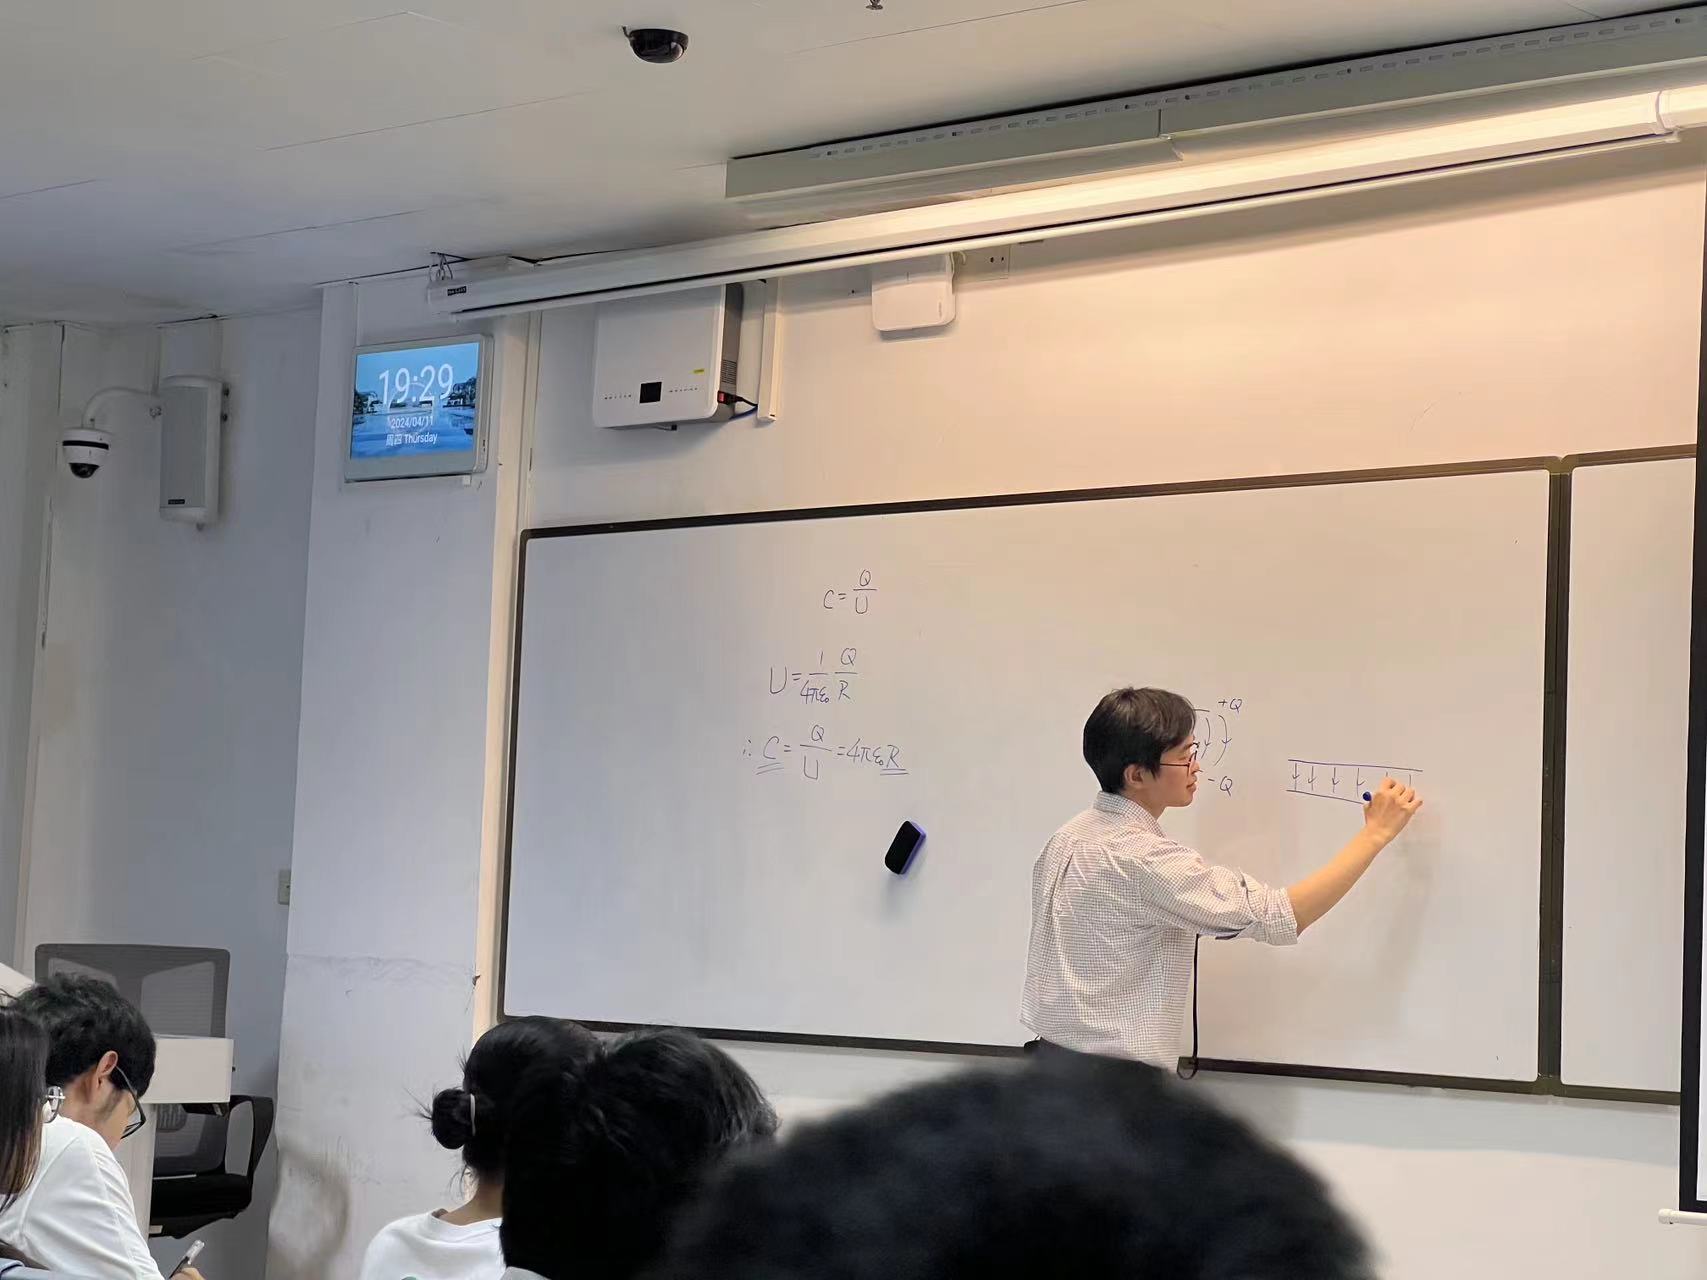 19:29
2024/04/11
周四 Thursday
C = Q/U
U = 1/4πε₀ Q/R
∴ C = Q/U = 4πε₀R
+Q
-Q